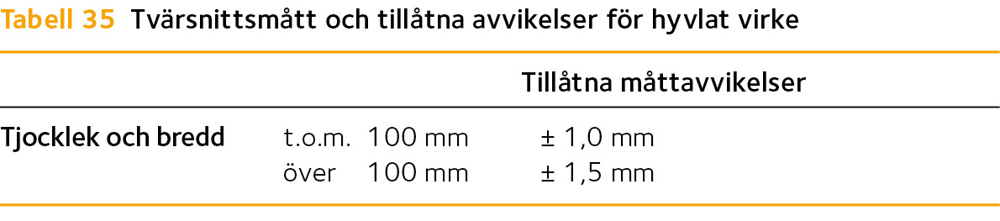 Tabell 35 Tvärsnittsmått och tillåtna avvikelser för hyvlat virke
Tillåtna måttavvikelser
Tjocklek och bredd t.o.m. 100 mm ± 1,0 mm
över 100 mm ± 1,5 mm